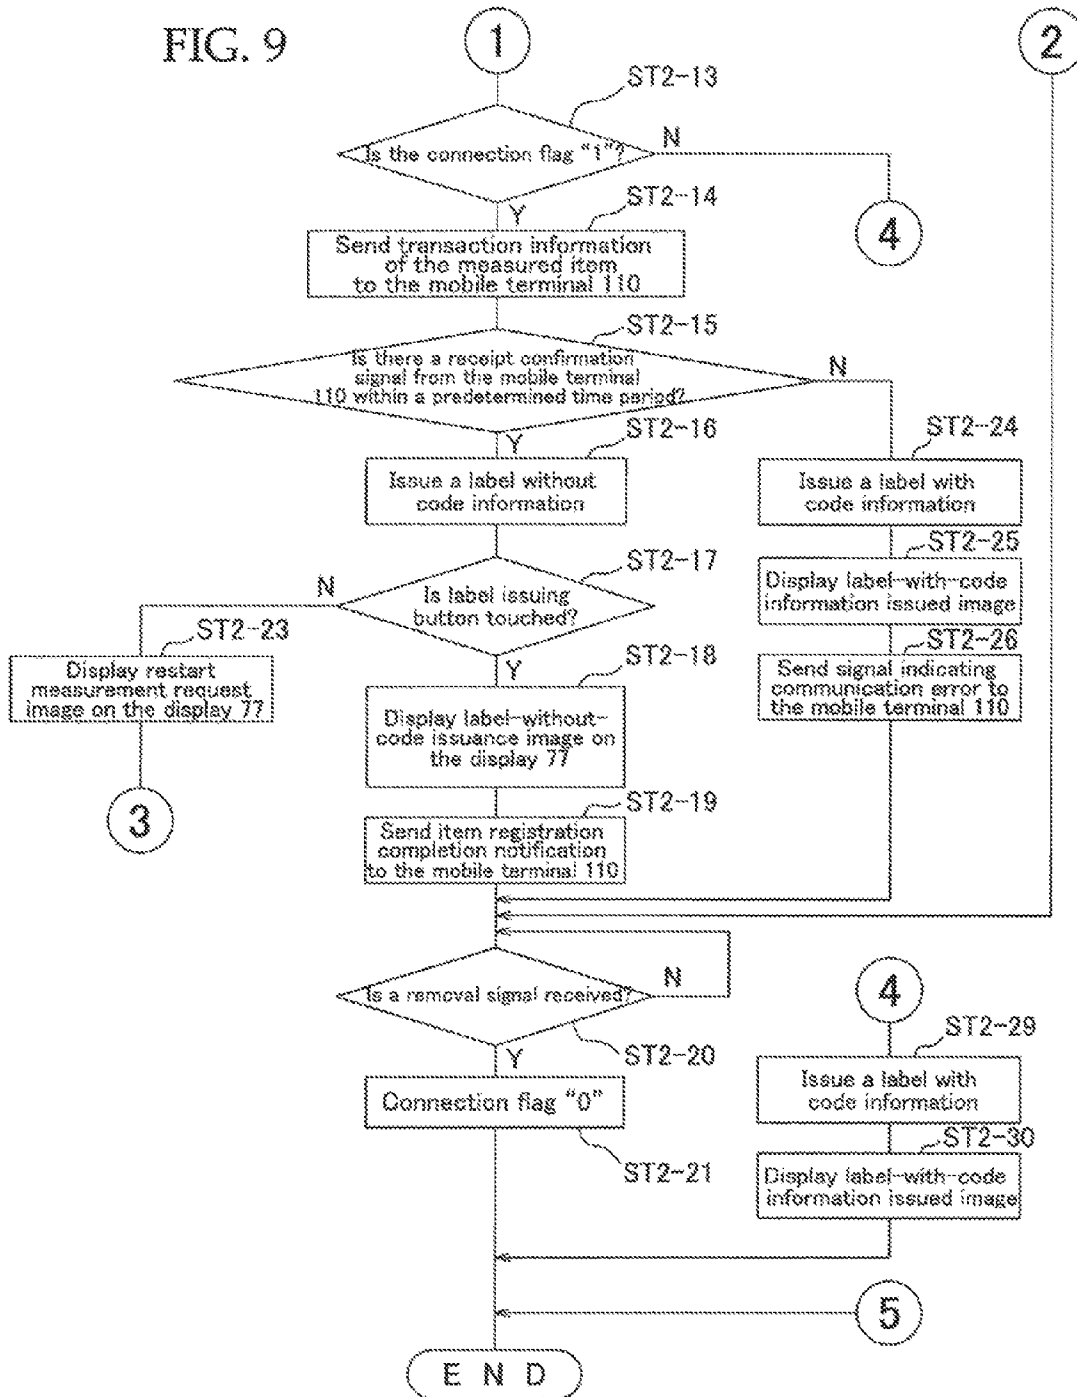 FIG. 9
1
2
ST2-13
Is the connection flag "1"?
N
Y
4
ST2-14
Send transaction information
of the measured item
to the mobile terminal 110
ST2-15
Is there a receipt confirmation
signal from the mobile terminal
110 within a predetermined time period?
N
Y
ST2-16
Issue a label without
code information
ST2-24
Issue a label with
code information
ST2-17
Is label issuing
button touched?
N
Y
ST2-25
Display label-with-code
information issued image
ST2-23
Display restart
measurement request
image on the display 77
3
ST2-18
Display label-without-
code issuance image on
the display 77
ST2-26
Send signal indicating
communication error to
the mobile terminal 110
ST2-19
Send item registration
completion notification
to the mobile terminal 110
Is a removal signal received?
N
Y
ST2-20
Connection flag "0"
ST2-21
4
ST2-29
Issue a label with
code information
ST2-30
Display label-with-code
information issued image
5
E N D